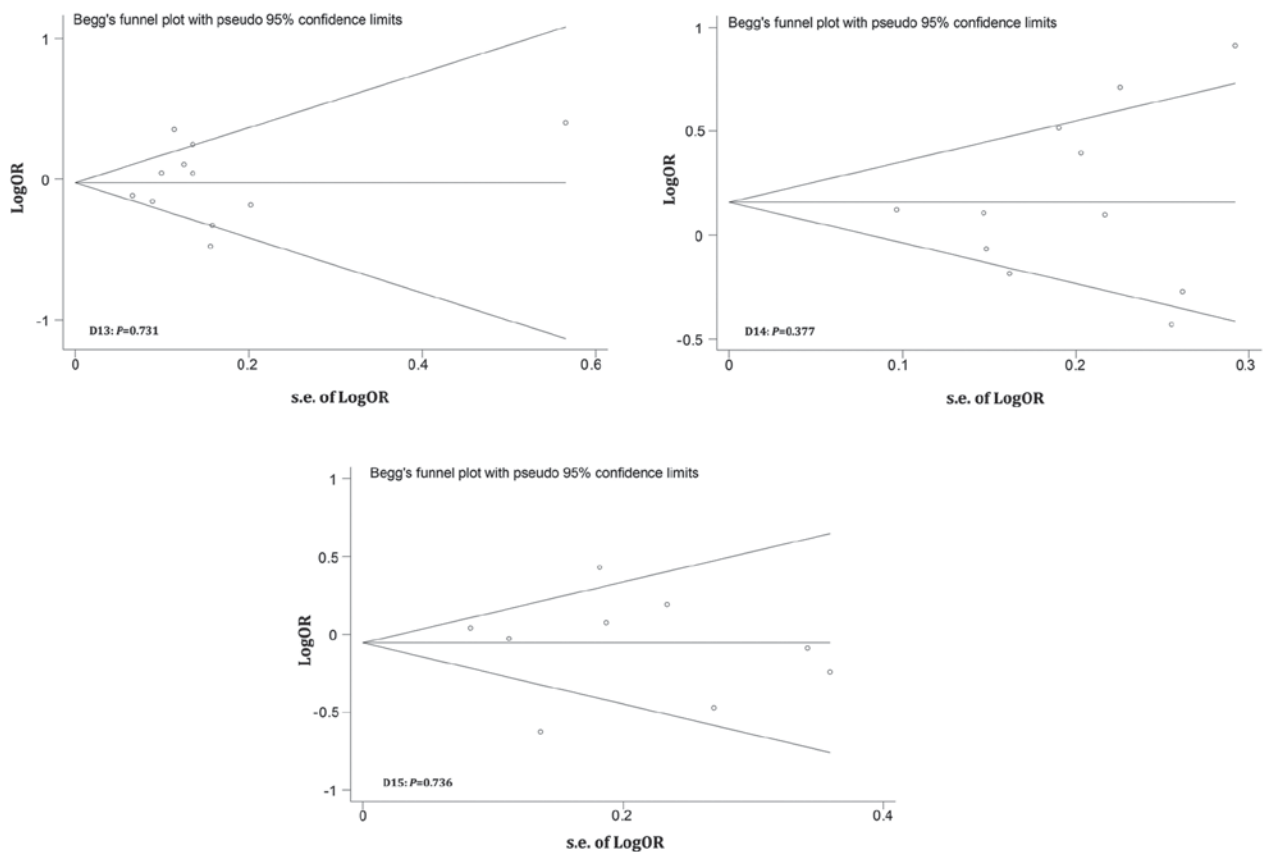 Begg's funnel plot with pseudo 95% confidence limits
1
0
-1
LogOR
D13: P=0.731
0
0.2
0.4
0.6
s.e. of LogOR
Begg's funnel plot with pseudo 95% confidence limits
1
0.5
0
-0.5
LogOR
D14: P=0.377
0
0.1
0.2
0.3
s.e. of LogOR
Begg's funnel plot with pseudo 95% confidence limits
1
0.5
0
-0.5
-1
LogOR
D15: P=0.736
0
0.2
0.4
s.e. of LogOR